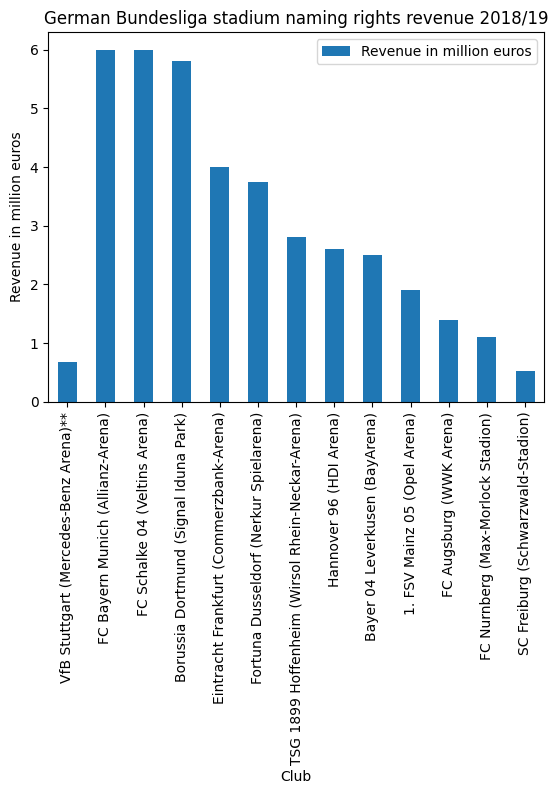 German Bundesliga stadium naming rights revenue 2018/19
Revenue in million euros
Revenue in million euros
6
5
4
3
2
1
0
VfB Stuttgart (Mercedes-Benz Arena)**
FC Bayern Munich (Allianz-Arena)
FC Schalke 04 (Veltins Arena)
Borussia Dortmund (Signal Iduna Park)
Eintracht Frankfurt (Commerzbank-Arena)
Fortuna Dusseldorf (Nerkur Spielarena)
TSG 1899 Hoffenheim (Wirsol Rhein-Neckar-Arena)
Hannover 96 (HDI Arena)
Bayer 04 Leverkusen (BayArena)
1. FSV Mainz 05 (Opel Arena)
FC Augsburg (WWK Arena)
FC Nurnberg (Max-Morlock Stadion)
SC Freiburg (Schwarzwald-Stadion)
Club